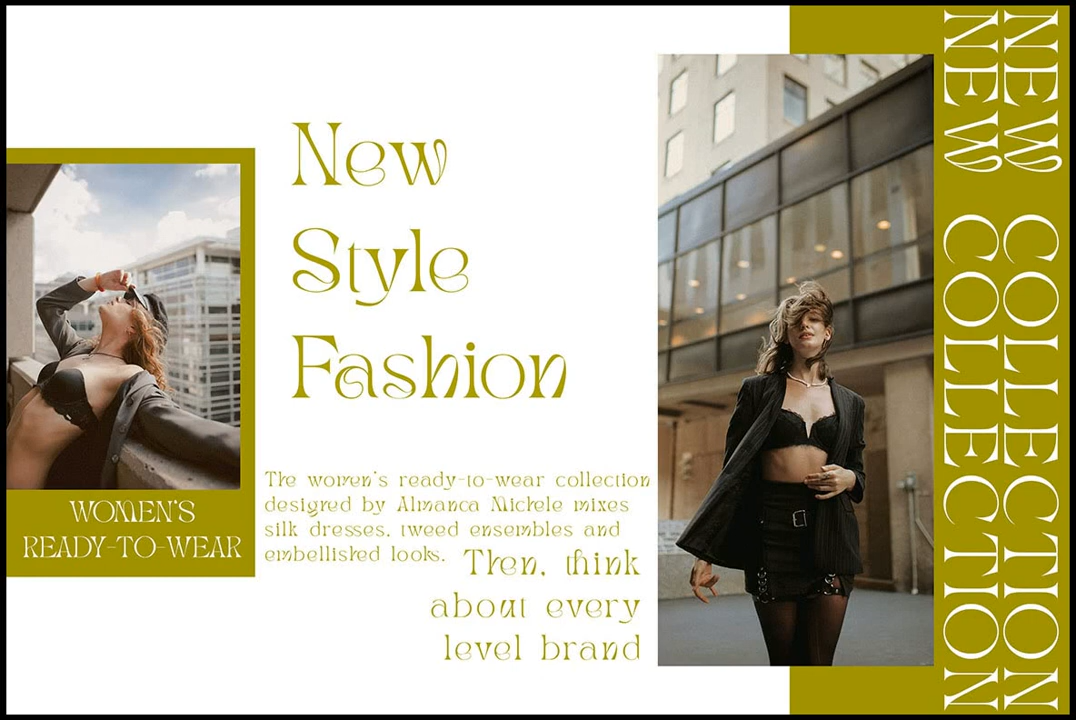 New
Style
Fashion
WOMEN'S
READY-TO-WEAR
The women's ready-to-wear collection
designed by Almanca Michele mixes
silk dresses, tweed ensembles and
embellished looks.
Then, think
about every
level brand
NEW COLLECTION
NEW COLLECTION